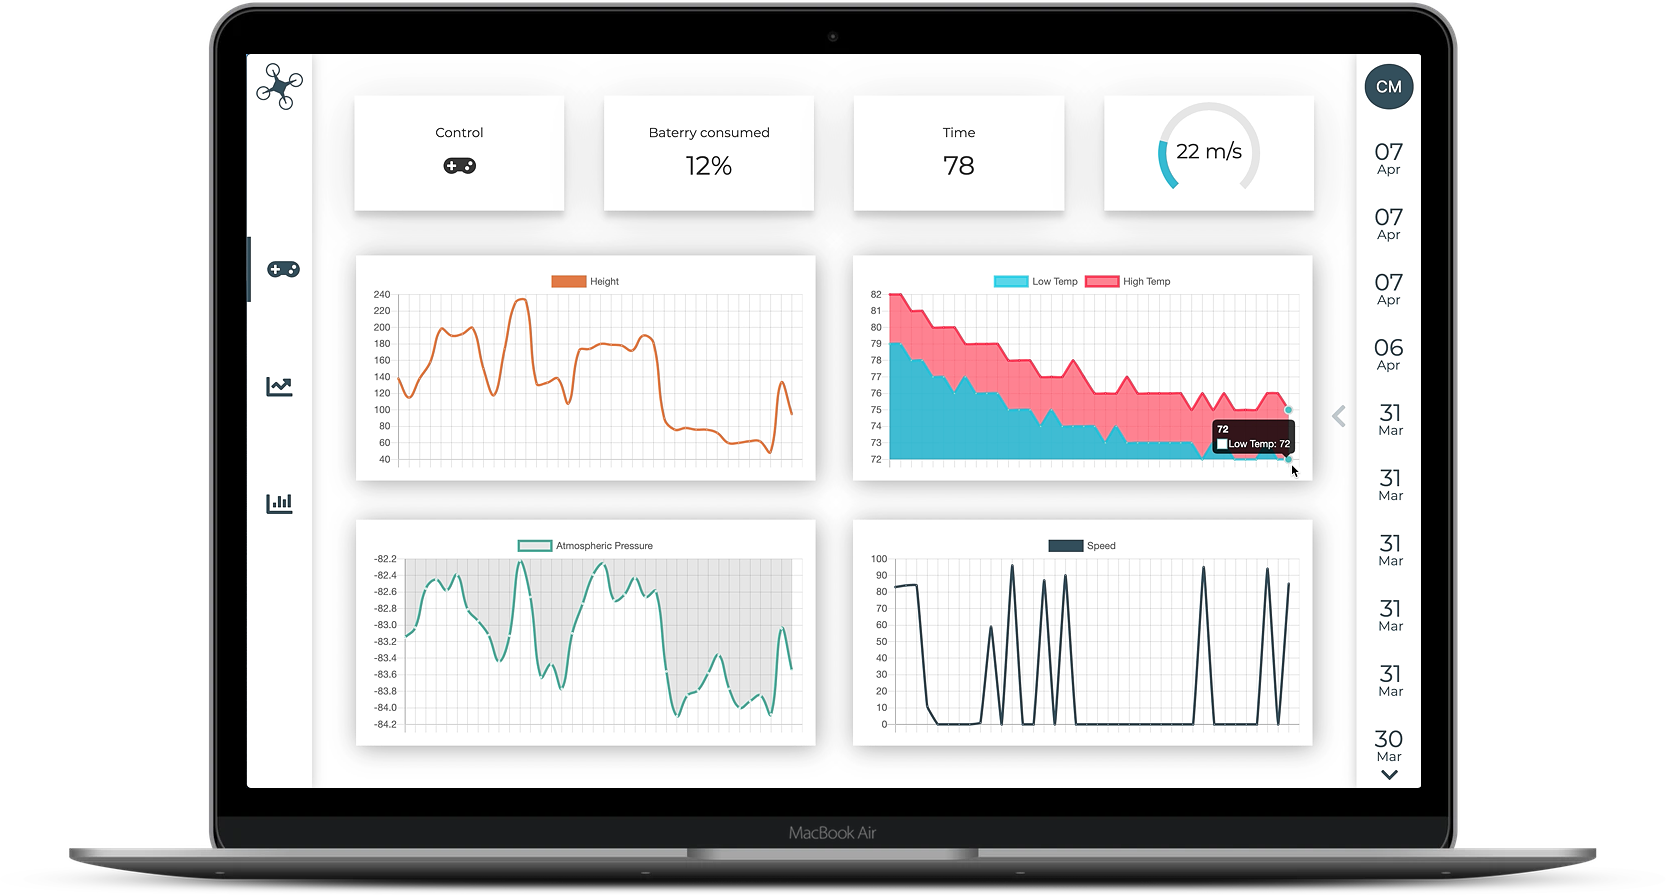 CM
Control
Baterry consumed
12%
Time
78
22 m/s
07
Apr
07
Apr
07
Apr
06
Apr
31
Mar
31
Mar
31
Mar
31
Mar
31
Mar
30
Mar
Height
240
220
200
180
160
140
120
100
80
60
40
Low Temp High Temp
82
81
80
79
78
77
76
75
74
73
72
72
Low Temp: 72
Atmospheric Pressure
-82.2
-82.4
-82.6
-82.8
-83.0
-83.2
-83.4
-83.6
-83.8
-84.0
-84.2
Speed
100
90
80
70
60
50
40
30
20
10
0
MacBook Air